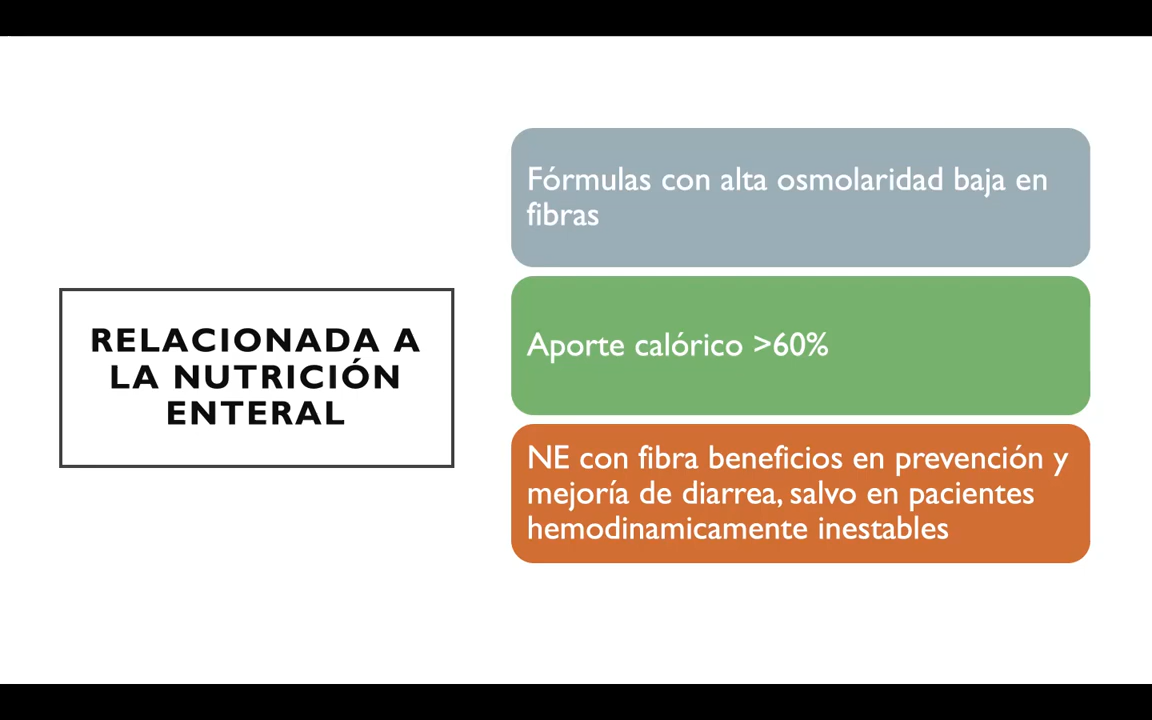 RELACIONADA A
LA NUTRICIÓN
ENTERAL
Fórmulas con alta osmolaridad baja en
fibras
Aporte calórico >60%
NE con fibra beneficios en prevención y
mejoría de diarrea, salvo en pacientes
hemodinamicamente inestables